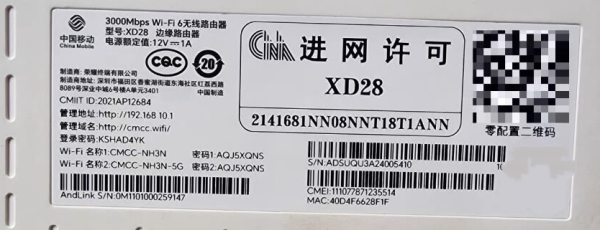 中国移动
China Mobile
3000Mbps Wi-Fi 6无线路由器
型号:XD28 边缘路由器
电源额定值:12V⎓1A
CQC
20
制造商: 荣耀终端有限公司
制造商地址: 深圳市福田区香蜜湖街道东海社区红荔西路
8089号深业中城6号楼A单元3401
中国制造
CMIIT ID:2021AP12684
管理地址:http://192.168.10.1
管理地址:http://cmcc.wifi/
登录密码:KSHAD4YK
Wi-Fi 名称1:CMCC-NH3N 密码1:AQJ5XQNS
Wi-Fi 名称2:CMCC-NH3N-5G 密码2:AQJ5XQNS
AndLink S/N:0M1101000259147
进网许可
XD28
2141681NN08NNT18T1ANN
零配置二维码
S/N:ADSUQU3A24005410
CMEI:111077871235514
MAC:40D4F6628F1F